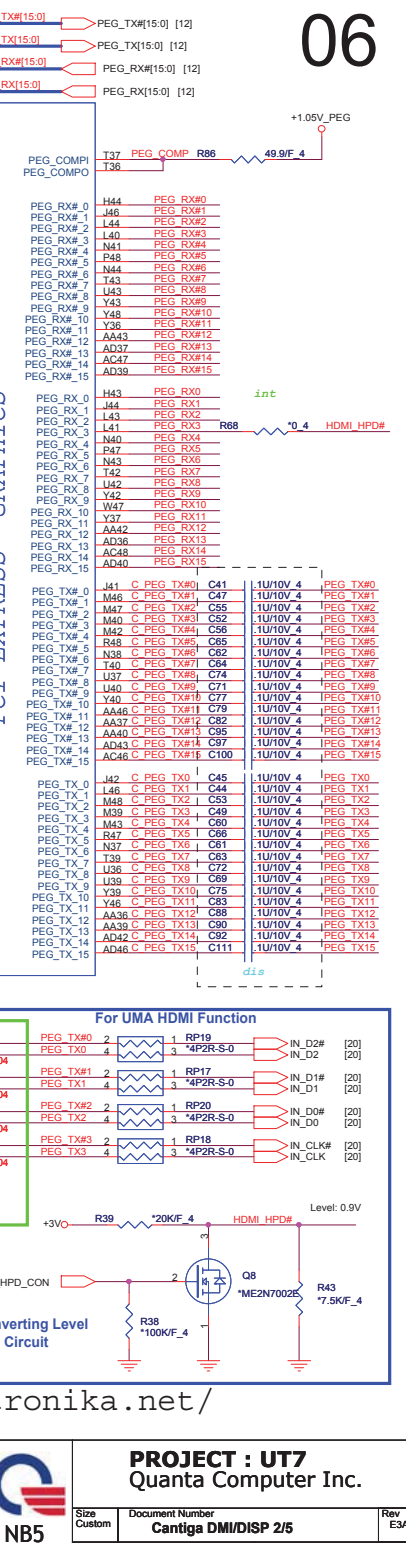 TX#[15:0] PEG_TX#[15:0] [12]
TX[15:0] PEG_TX[15:0] [12]
RX#[15:0] PEG_RX#[15:0] [12]
RX[15:0] PEG_RX[15:0] [12]
06
+1.05V_PEG
PEG_COMPI T37 PEG_COMP R86 49.9/F_4
PEG_COMPO T36
PEG_RX#_0 H44 PEG_RX#0
PEG_RX#_1 J46 PEG_RX#1
PEG_RX#_2 L44 PEG_RX#2
PEG_RX#_3 L40 PEG_RX#3
PEG_RX#_4 N41 PEG_RX#4
PEG_RX#_5 P48 PEG_RX#5
PEG_RX#_6 N44 PEG_RX#6
PEG_RX#_7 T43 PEG_RX#7
PEG_RX#_8 U43 PEG_RX#8
PEG_RX#_9 Y43 PEG_RX#9
PEG_RX#_10 Y48 PEG_RX#10
PEG_RX#_11 Y36 PEG_RX#11
PEG_RX#_12 AA43 PEG_RX#12
PEG_RX#_13 AD37 PEG_RX#13
PEG_RX#_14 AC47 PEG_RX#14
PEG_RX#_15 AD39 PEG_RX#15
PEG_RX_0 H43 PEG_RX0 int
PEG_RX_1 J44 PEG_RX1
PEG_RX_2 L43 PEG_RX2
PEG_RX_3 L41 PEG_RX3 R68 *0_4 HDMI_HPD#
PEG_RX_4 N40 PEG_RX4
PEG_RX_5 P47 PEG_RX5
PEG_RX_6 N43 PEG_RX6
PEG_RX_7 T42 PEG_RX7
PEG_RX_8 U42 PEG_RX8
PEG_RX_9 Y42 PEG_RX9
PEG_RX_10 W47 PEG_RX10
PEG_RX_11 Y37 PEG_RX11
PEG_RX_12 AA42 PEG_RX12
PEG_RX_13 AD36 PEG_RX13
PEG_RX_14 AC48 PEG_RX14
PEG_RX_15 AD40 PEG_RX15
PEG_TX#_0 J41 C_PEG_TX#0 C41 .1U/10V_4 PEG_TX#0
PEG_TX#_1 M46 C_PEG_TX#1 C47 .1U/10V_4 PEG_TX#1
PEG_TX#_2 M47 C_PEG_TX#2 C55 .1U/10V_4 PEG_TX#2
PEG_TX#_3 M40 C_PEG_TX#3 C52 .1U/10V_4 PEG_TX#3
PEG_TX#_4 M42 C_PEG_TX#4 C56 .1U/10V_4 PEG_TX#4
PEG_TX#_5 R48 C_PEG_TX#5 C65 .1U/10V_4 PEG_TX#5
PEG_TX#_6 N38 C_PEG_TX#6 C62 .1U/10V_4 PEG_TX#6
PEG_TX#_7 T40 C_PEG_TX#7 C64 .1U/10V_4 PEG_TX#7
PEG_TX#_8 U37 C_PEG_TX#8 C74 .1U/10V_4 PEG_TX#8
PEG_TX#_9 U40 C_PEG_TX#9 C71 .1U/10V_4 PEG_TX#9
PEG_TX#_10 Y40 C_PEG_TX#10 C77 .1U/10V_4 PEG_TX#10
PEG_TX#_11 AA46 C_PEG_TX#11 C79 .1U/10V_4 PEG_TX#11
PEG_TX#_12 AA37 C_PEG_TX#12 C82 .1U/10V_4 PEG_TX#12
PEG_TX#_13 AA40 C_PEG_TX#13 C95 .1U/10V_4 PEG_TX#13
PEG_TX#_14 AD43 C_PEG_TX#14 C97 .1U/10V_4 PEG_TX#14
PEG_TX#_15 AC46 C_PEG_TX#15 C100 .1U/10V_4 PEG_TX#15
PEG_TX_0 J42 C_PEG_TX0 C45 .1U/10V_4 PEG_TX0
PEG_TX_1 L46 C_PEG_TX1 C44 .1U/10V_4 PEG_TX1
PEG_TX_2 M48 C_PEG_TX2 C53 .1U/10V_4 PEG_TX2
PEG_TX_3 M39 C_PEG_TX3 C49 .1U/10V_4 PEG_TX3
PEG_TX_4 M43 C_PEG_TX4 C60 .1U/10V_4 PEG_TX4
PEG_TX_5 R47 C_PEG_TX5 C66 .1U/10V_4 PEG_TX5
PEG_TX_6 N37 C_PEG_TX6 C61 .1U/10V_4 PEG_TX6
PEG_TX_7 T39 C_PEG_TX7 C63 .1U/10V_4 PEG_TX7
PEG_TX_8 U36 C_PEG_TX8 C72 .1U/10V_4 PEG_TX8
PEG_TX_9 U39 C_PEG_TX9 C69 .1U/10V_4 PEG_TX9
PEG_TX_10 Y39 C_PEG_TX10 C75 .1U/10V_4 PEG_TX10
PEG_TX_11 Y46 C_PEG_TX11 C83 .1U/10V_4 PEG_TX11
PEG_TX_12 AA36 C_PEG_TX12 C88 .1U/10V_4 PEG_TX12
PEG_TX_13 AA39 C_PEG_TX13 C90 .1U/10V_4 PEG_TX13
PEG_TX_14 AD42 C_PEG_TX14 C92 .1U/10V_4 PEG_TX14
PEG_TX_15 AD46 C_PEG_TX15 C111 .1U/10V_4 PEG_TX15
dis
For UMA HDMI Function
PEG_TX#0 2 1 RP19 IN_D2# [20]
PEG_TX0 4 3 *4P2R-S-0 IN_D2 [20]
04
PEG_TX#1 2 1 RP17 IN_D1# [20]
PEG_TX1 4 3 *4P2R-S-0 IN_D1 [20]
04
PEG_TX#2 2 1 RP20 IN_D0# [20]
PEG_TX2 4 3 *4P2R-S-0 IN_D0 [20]
04
PEG_TX#3 2 1 RP18 IN_CLK# [20]
PEG_TX3 4 3 *4P2R-S-0 IN_CLK [20]
04
Level: 0.9V
+3V R39 *20K/F_4 HDMI_HPD#
3
HPD_CON 2 Q8
*ME2N7002E
R43
*7.5K/F_4
1
R38
*100K/F_4
verting Level
Circuit
ronika.net/
NB5
PROJECT : UT7
Quanta Computer Inc.
Size
Custom
Document Number
Cantiga DMI/DISP 2/5
Rev
E3A